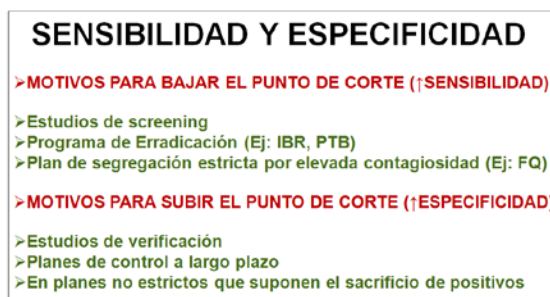 SENSIBILIDAD Y ESPECIFICIDAD
➢MOTIVOS PARA BAJAR EL PUNTO DE CORTE (↑SENSIBILIDAD)
➢Estudios de screening
➢Programa de Erradicación (Ej: IBR, PTB)
➢Plan de segregación estricta por elevada contagiosidad (Ej: FQ)
➢MOTIVOS PARA SUBIR EL PUNTO DE CORTE (↑ESPECIFICIDAD)
➢Estudios de verificación
➢Planes de control a largo plazo
➢En planes no estrictos que suponen el sacrificio de positivos